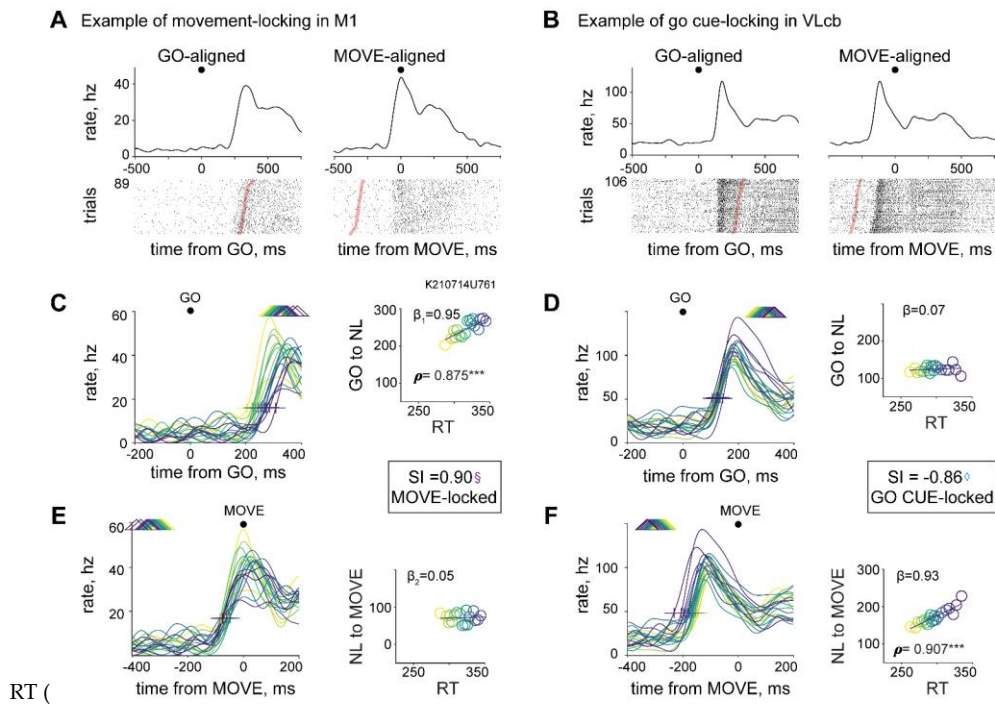 A Example of movement-locking in M1
GO-aligned
MOVE-aligned
rate, hz
40
20
0
-500
0
500
-500
0
500
89
trials
time from GO, ms
time from MOVE, ms
B Example of go cue-locking in VLcb
GO-aligned
MOVE-aligned
rate, hz
100
50
0
-500
0
500
-500
0
500
106
trials
time from GO, ms
time from MOVE, ms
C
GO
rate, hz
60
40
20
0
-200
0
200
400
time from GO, ms
K210714U761
GO to NL
300
200
100
β1=0.95
ρ= 0.875***
250
350
RT
D
GO
rate, hz
150
100
50
0
-200
0
200
400
time from GO, ms
GO to NL
300
200
100
β=0.07
250
350
RT
SI =0.90§
MOVE-locked
SI = -0.86◊
GO CUE-locked
E
MOVE
rate, hz
60
40
20
-400
-200
0
200
time from MOVE, ms
NL to MOVE
200
100
0
β2=0.05
250
350
RT
F
MOVE
rate, hz
150
100
50
0
-400
-200
0
200
time from MOVE, ms
NL to MOVE
300
200
100
β=0.93
ρ= 0.907***
250
350
RT
RT (